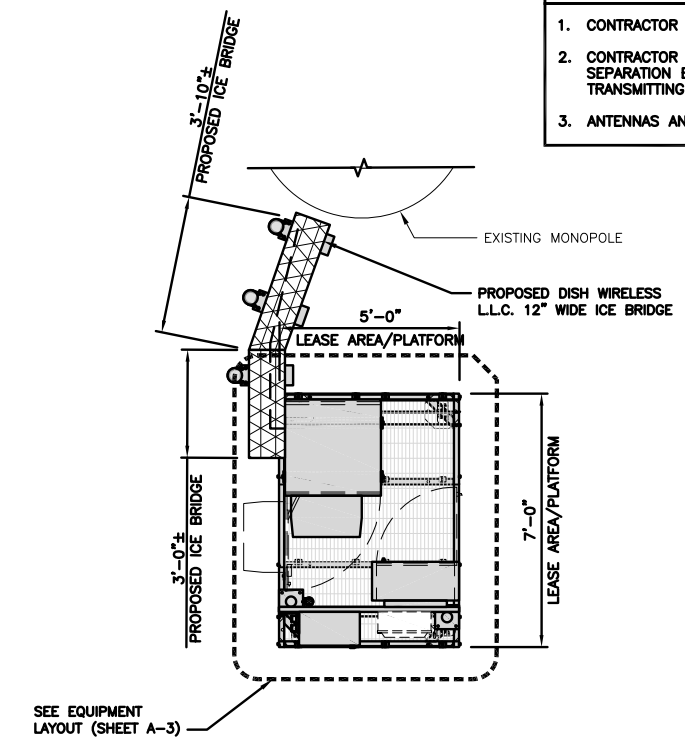 1. CONTRACTOR
2. CONTRACTOR
SEPARATION
TRANSMITTING
3. ANTENNAS
3'-10"±
PROPOSED ICE BRIDGE
EXISTING MONOPOLE
PROPOSED DISH WIRELESS
L.L.C. 12" WIDE ICE BRIDGE
5'-0"
LEASE AREA/PLATFORM
7'-0"
LEASE AREA/PLATFORM
3'-0"±
PROPOSED ICE BRIDGE
SEE EQUIPMENT
LAYOUT (SHEET A-3)